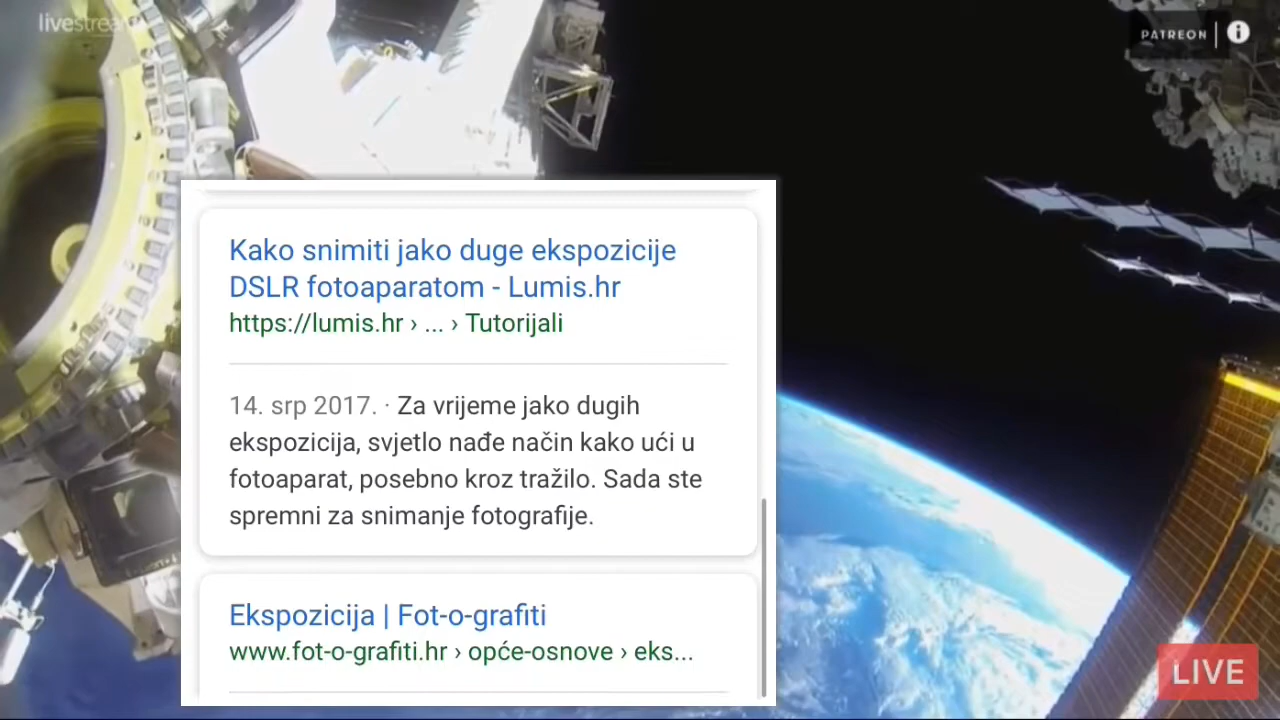 livestream
PATREON | i
Kako snimiti jako duge ekspozicije
DSLR fotoaparatom - Lumis.hr
https://lumis.hr › ... › Tutorijali
14. srp 2017. · Za vrijeme jako dugih
ekspozicija, svjetlo nađe način kako ući u
fotoaparat, posebno kroz tražilo. Sada ste
spremni za snimanje fotografije.
Ekspozicija | Fot-o-grafiti
www.fot-o-grafiti.hr › opće-osnove › eks...
LIVE